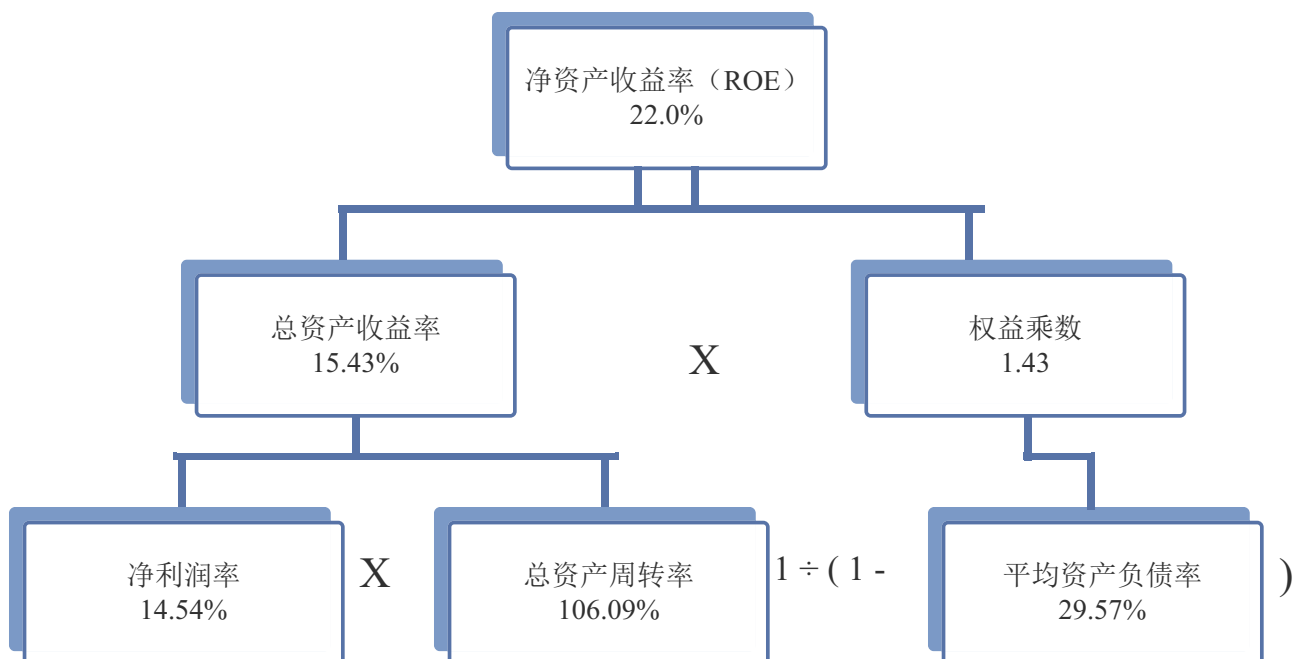 净资产收益率（ROE）
22.0%
总资产收益率
15.43%
X
权益乘数
1.43
净利润率
14.54%
X
总资产周转率
106.09%
1 ÷ ( 1 -
平均资产负债率
29.57%
)